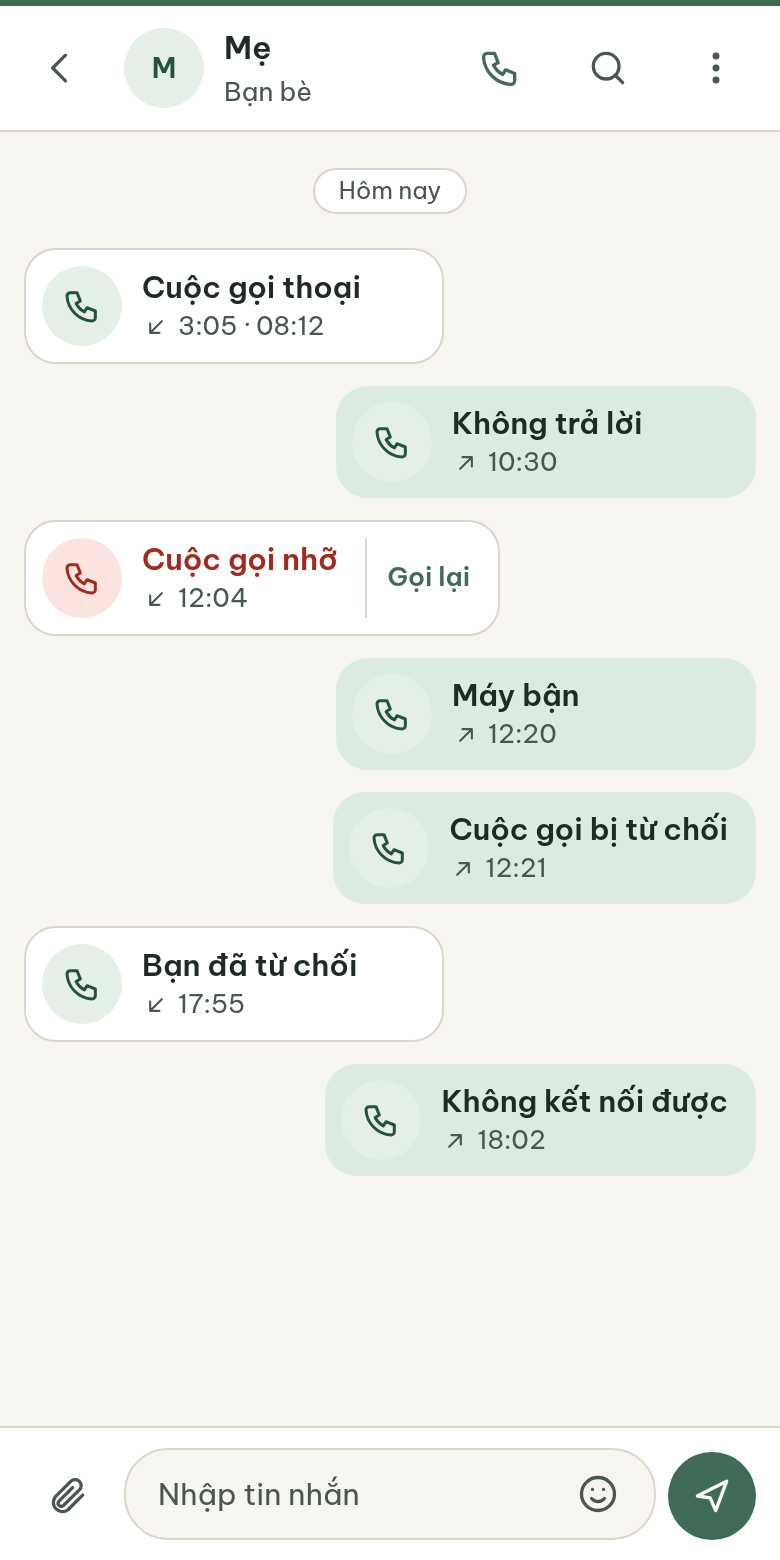 M
Mẹ
Bạn bè
Hôm nay
Cuộc gọi thoại
3:05 · 08:12
Không trả lời
10:30
Cuộc gọi nhỡ
12:04
Gọi lại
Máy bận
12:20
Cuộc gọi bị từ chối
12:21
Bạn đã từ chối
17:55
Không kết nối được
18:02
Nhập tin nhắn